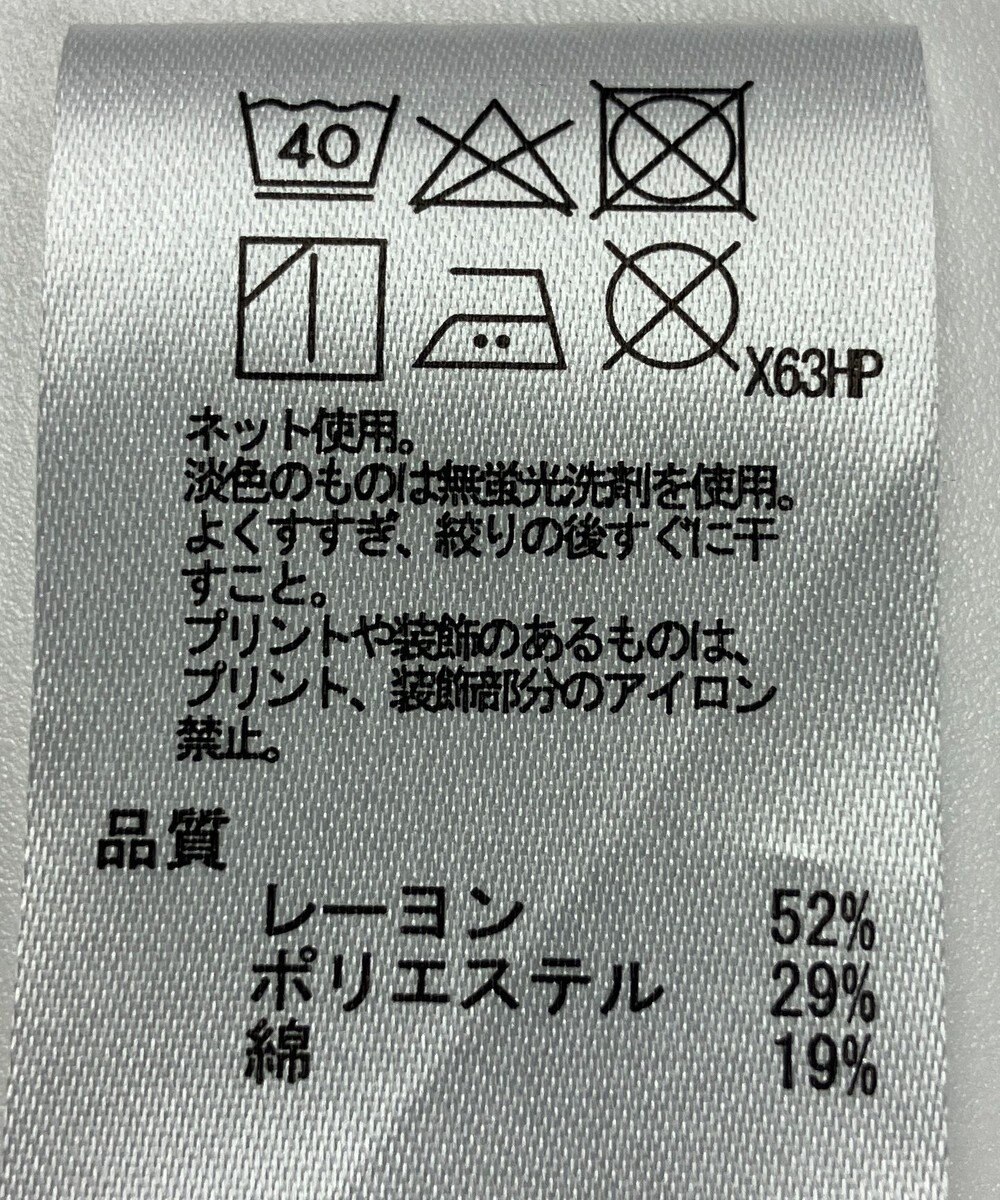 40
X63HP
ネット使用。
淡色のものは無蛍光洗剤を使用。
よくすすぎ、絞りの後すぐに干
すこと。
プリントや装飾のあるものは、
プリント、装飾部分のアイロン
禁止。
品質
レーヨン 52%
ポリエステル 29%
綿 19%